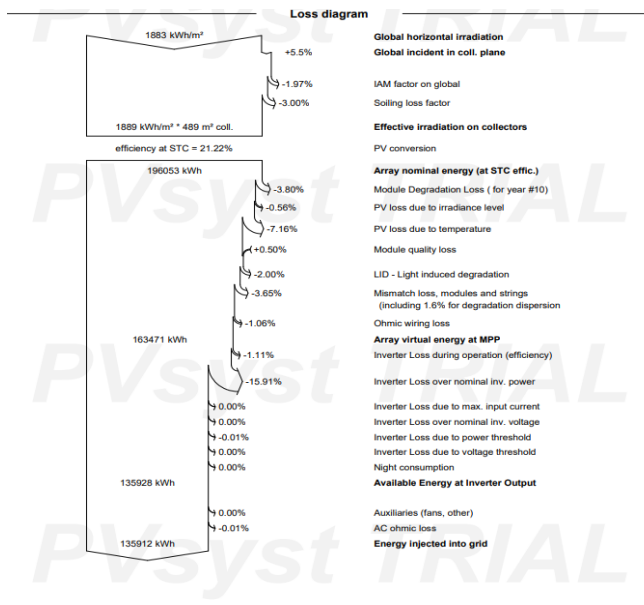 Loss diagram
1883 kWh/m² Global horizontal irradiation
+5.5% Global incident in coll. plane
-1.97% IAM factor on global
-3.00% Soiling loss factor
1889 kWh/m² * 489 m² coll. Effective irradiation on collectors
efficiency at STC = 21.22% PV conversion
196053 kWh Array nominal energy (at STC effic.)
-3.80% Module Degradation Loss ( for year #10)
-0.56% PV loss due to irradiance level
-7.16% PV loss due to temperature
+0.50% Module quality loss
-2.00% LID - Light induced degradation
-3.65% Mismatch loss, modules and strings
(including 1.6% for degradation dispersion
-1.06% Ohmic wiring loss
163471 kWh Array virtual energy at MPP
-1.11% Inverter Loss during operation (efficiency)
-15.91% Inverter Loss over nominal inv. power
0.00% Inverter Loss due to max. input current
0.00% Inverter Loss over nominal inv. voltage
-0.01% Inverter Loss due to power threshold
0.00% Inverter Loss due to voltage threshold
0.00% Night consumption
135928 kWh Available Energy at Inverter Output
0.00% Auxiliaries (fans, other)
-0.01% AC ohmic loss
135912 kWh Energy injected into grid
PVsyst TRIAL
PVsyst TRIAL
PVsyst TRIAL
PVsyst TRIAL